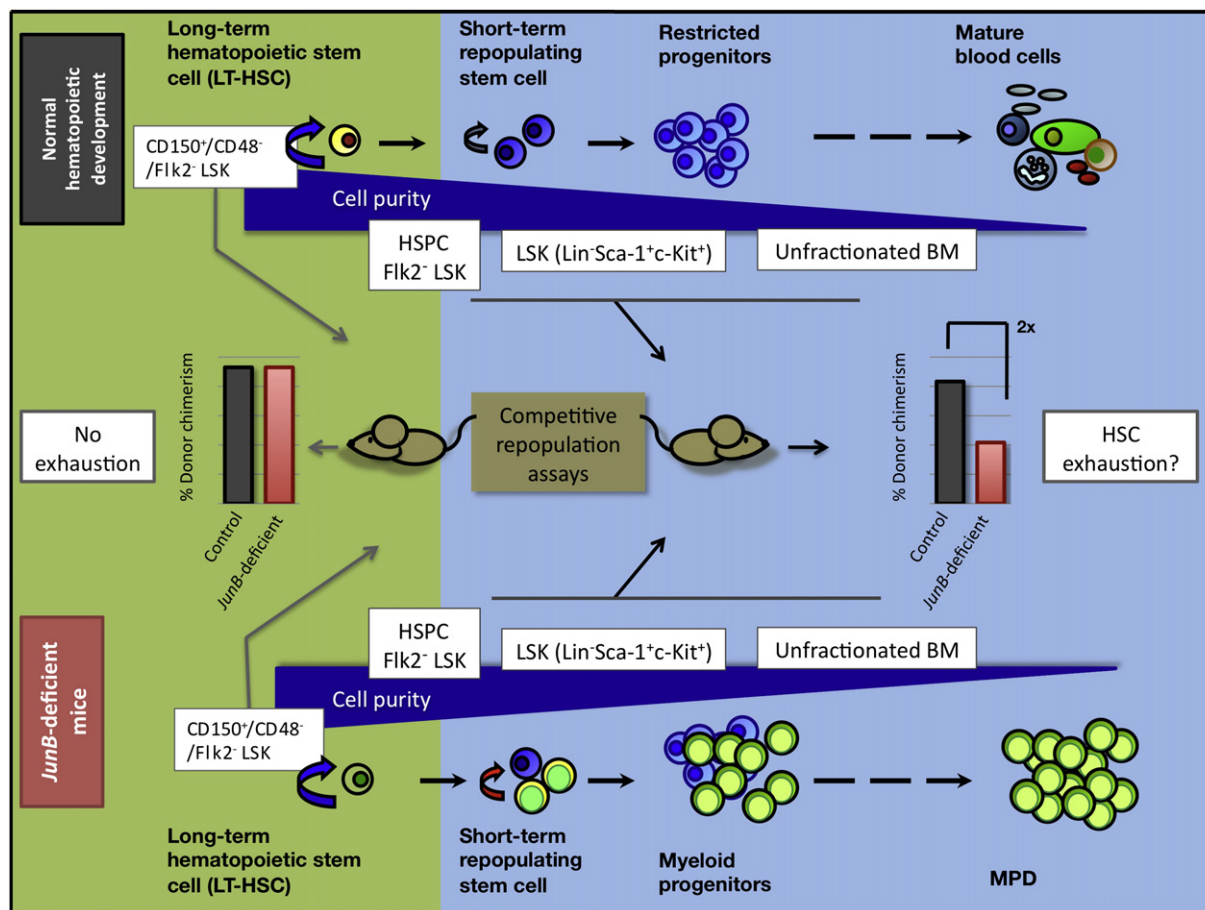 Normal
hematopoietic
development
Long-term
hematopoietic stem
cell (LT-HSC)
Short-term
repopulating
stem cell
Restricted
progenitors
Mature
blood cells
CD150⁺/CD48⁻
/Flk2⁻ LSK
Cell purity
HSPC
Flk2⁻ LSK
LSK (Lin⁻Sca-1⁺c-Kit⁺)
Unfractionated BM
No
exhaustion
% Donor chimerism
Control
JunB-deficient
Competitive
repopulation
assays
% Donor chimerism
2x
Control
JunB-deficient
HSC
exhaustion?
JunB-deficient
mice
HSPC
Flk2⁻ LSK
LSK (Lin⁻Sca-1⁺c-Kit⁺)
Unfractionated BM
Cell purity
CD150⁺/CD48⁻
/Flk2⁻ LSK
Long-term
hematopoietic stem
cell (LT-HSC)
Short-term
repopulating
stem cell
Myeloid
progenitors
MPD